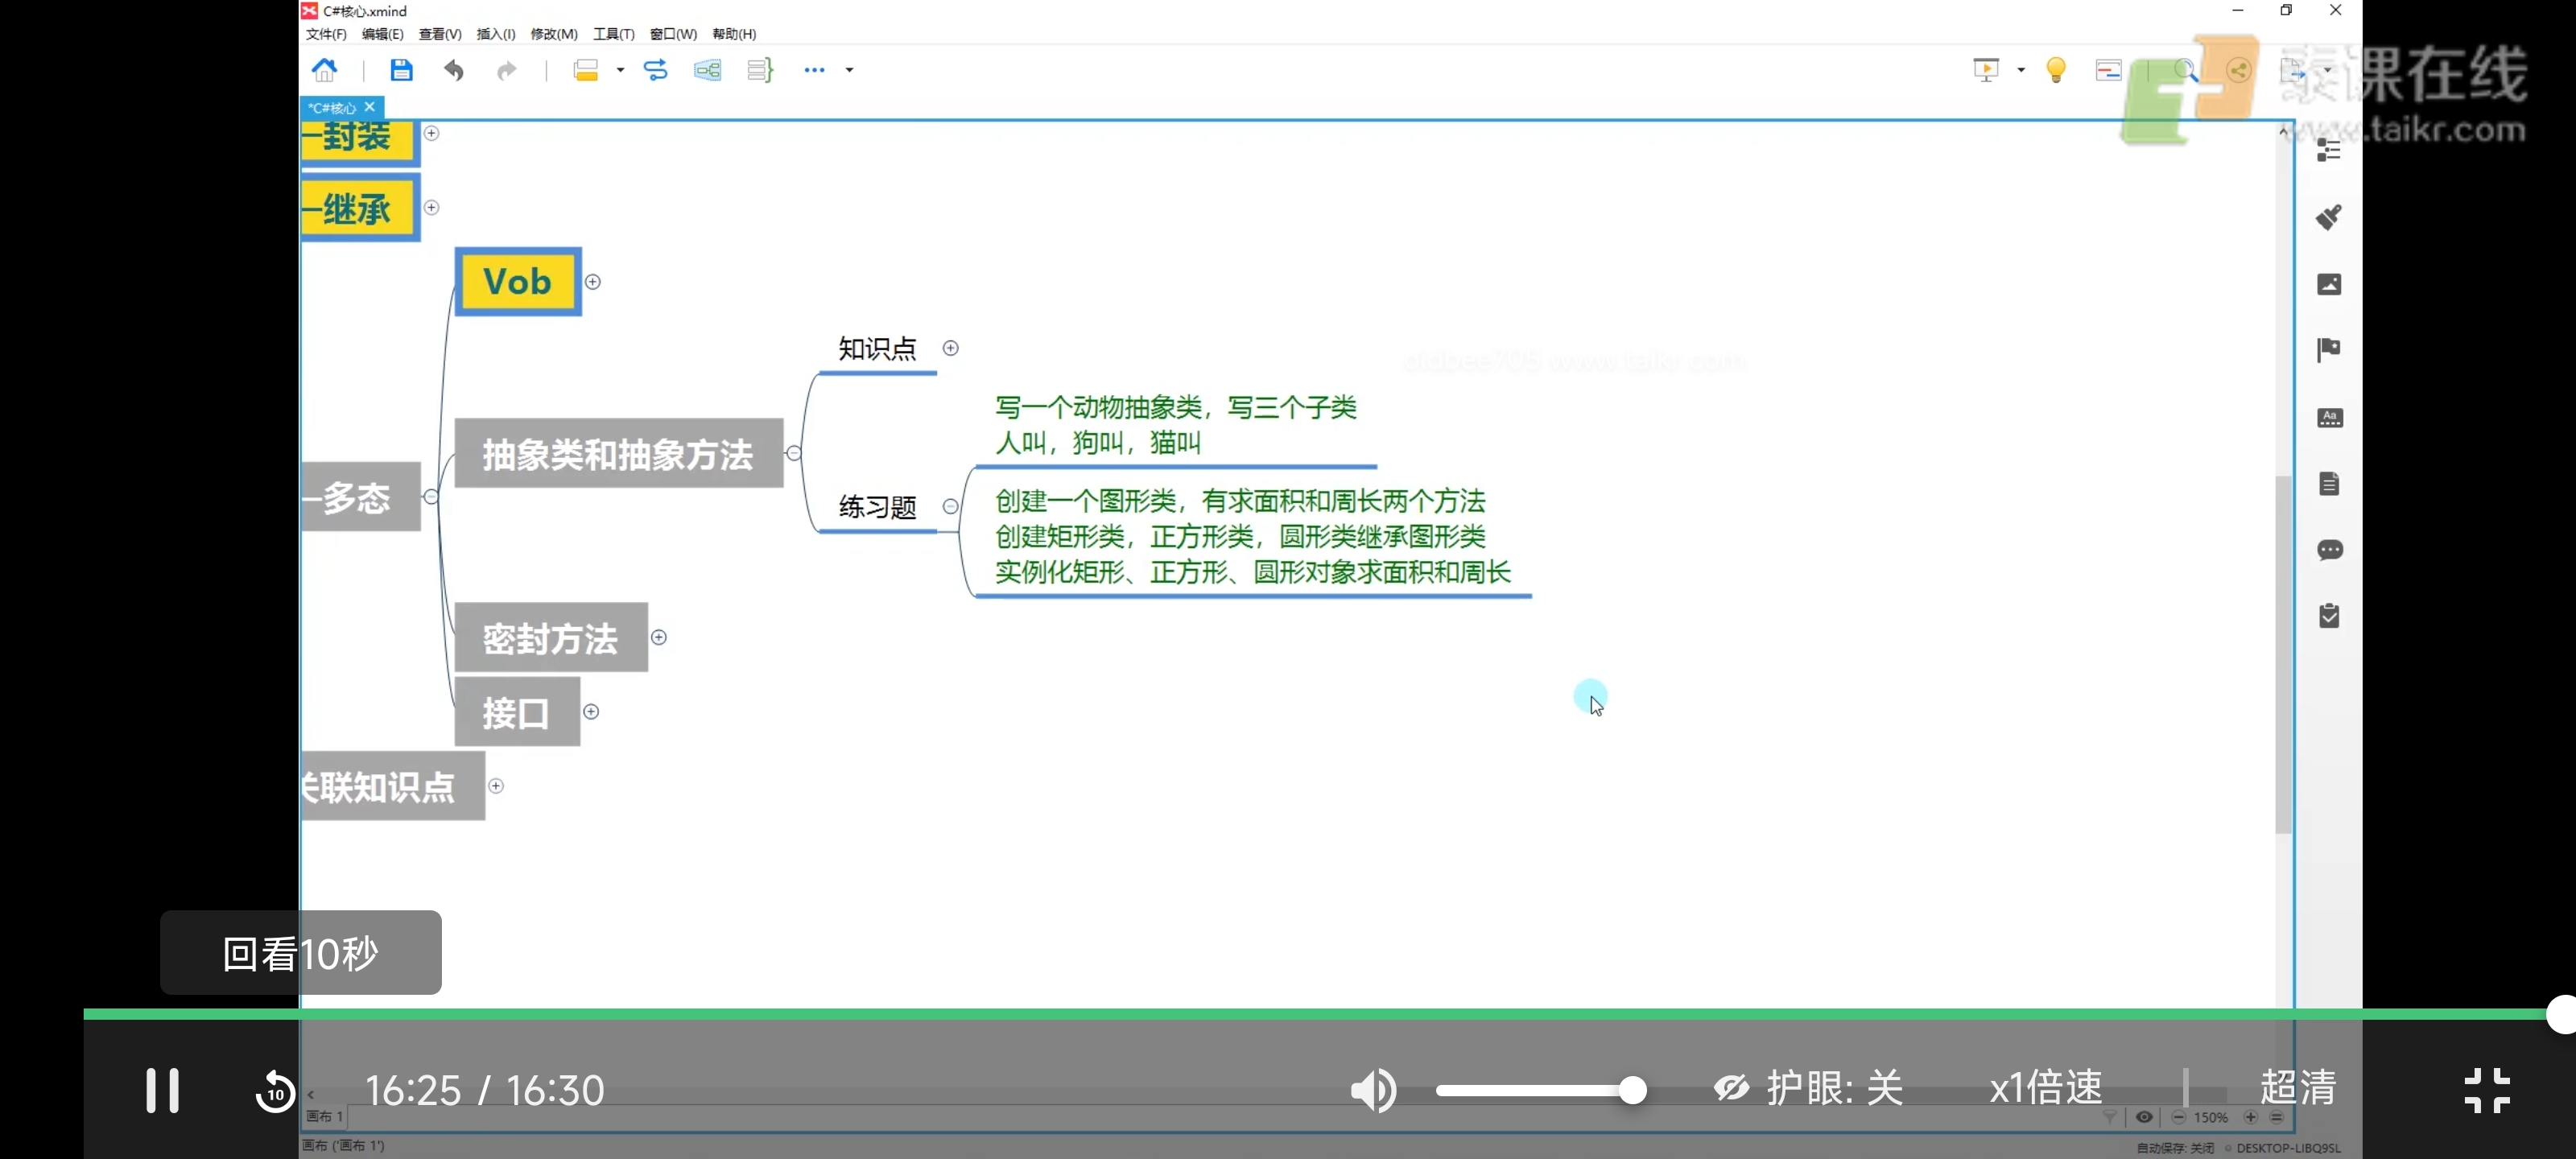 C#核心.xmind
文件(F) 编辑(E) 查看(V) 插入(I) 修改(M) 工具(T) 窗口(W) 帮助(H)
泰课在线
www.taikr.com
*C#核心
封装
继承
Vob
知识点
写一个动物抽象类，写三个子类
人叫，狗叫，猫叫
抽象类和抽象方法
多态
练习题
创建一个图形类，有求面积和周长两个方法
创建矩形类，正方形类，圆形类继承图形类
实例化矩形、正方形、圆形对象求面积和周长
密封方法
接口
关联知识点
回看10秒
10
16:25 / 16:30
护眼: 关
x1倍速
超清
画布 1
150%
画布 ('画布 1')
自动保存: 关闭
DESKTOP-LIBQ9SL